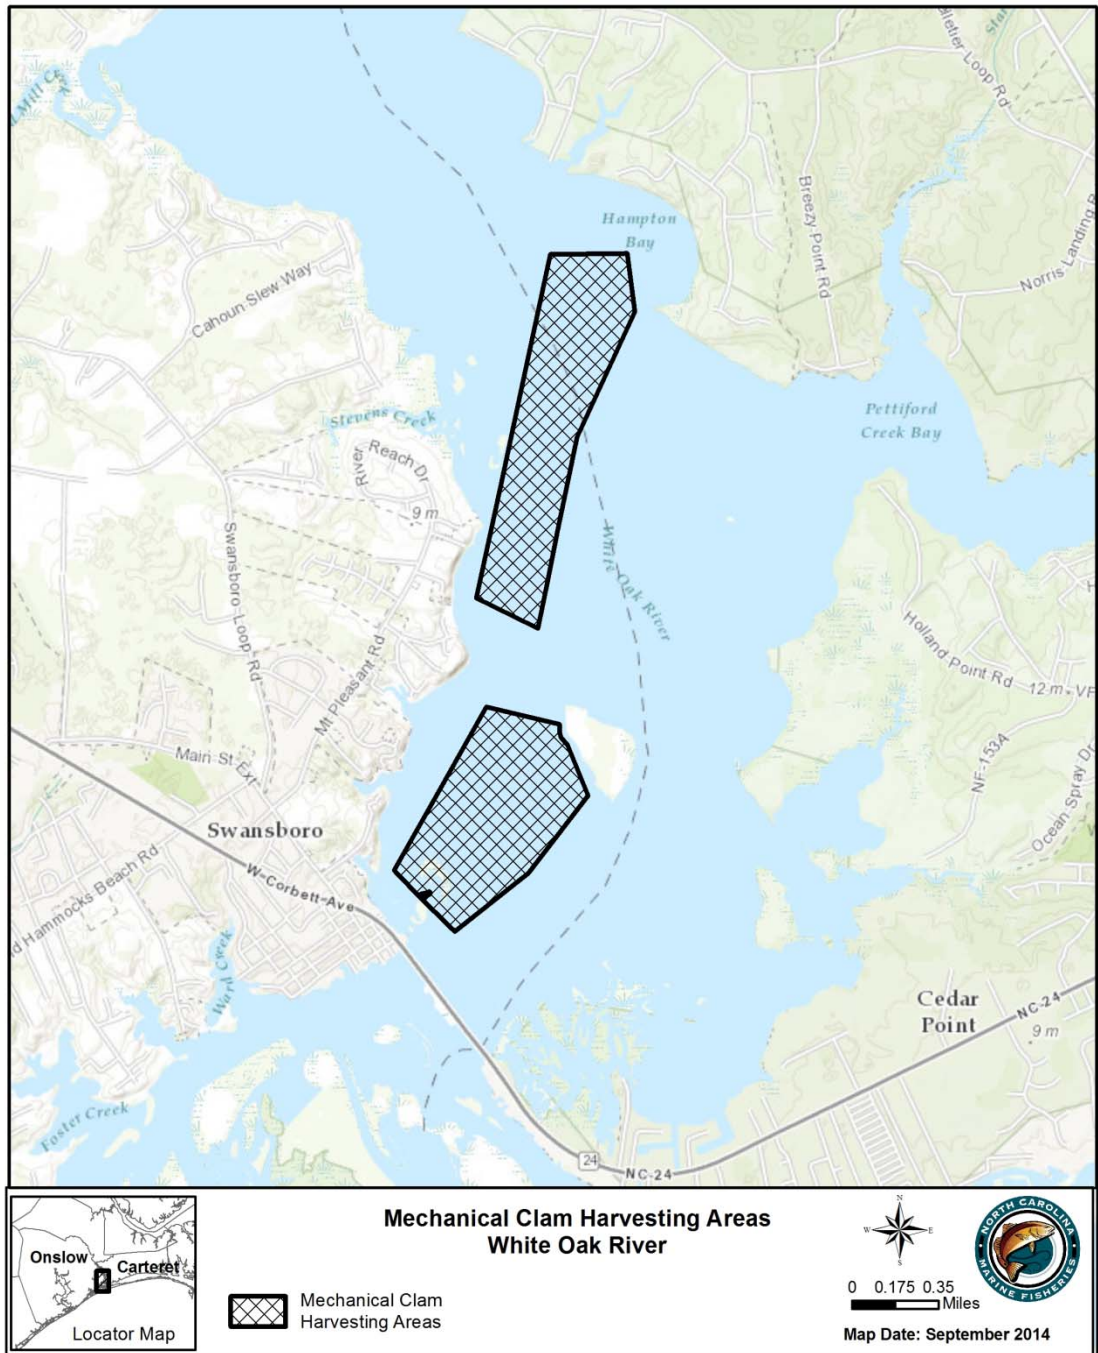 Mill Creek
Pelletier Loop Rd
Hampton
Bay
Breezy Point Rd
Norris Landing R
Cahoun-Slew Way
Stevens Creek
River
Reach Dr
9 m
Pettiford
Creek Bay
Swansboro Loop Rd
White Oak River
Mt Pleasant Rd
Holland Point Rd
12 m
VF
NF-153A
Ocean Spray Dr
Main St Ext
Swansboro
W-Corbett-Ave
d Hammocks Beach Rd
Ward Creek
Cedar
Point
NC-24
9 m
Foster Creek
24
NC-24
Mechanical Clam Harvesting Areas
White Oak River
Onslow
Carteret
Locator Map
Mechanical Clam
Harvesting Areas
N
W
E
S
0 0.175 0.35
Miles
Map Date: September 2014
NORTH CAROLINA
MARINE FISHERIES